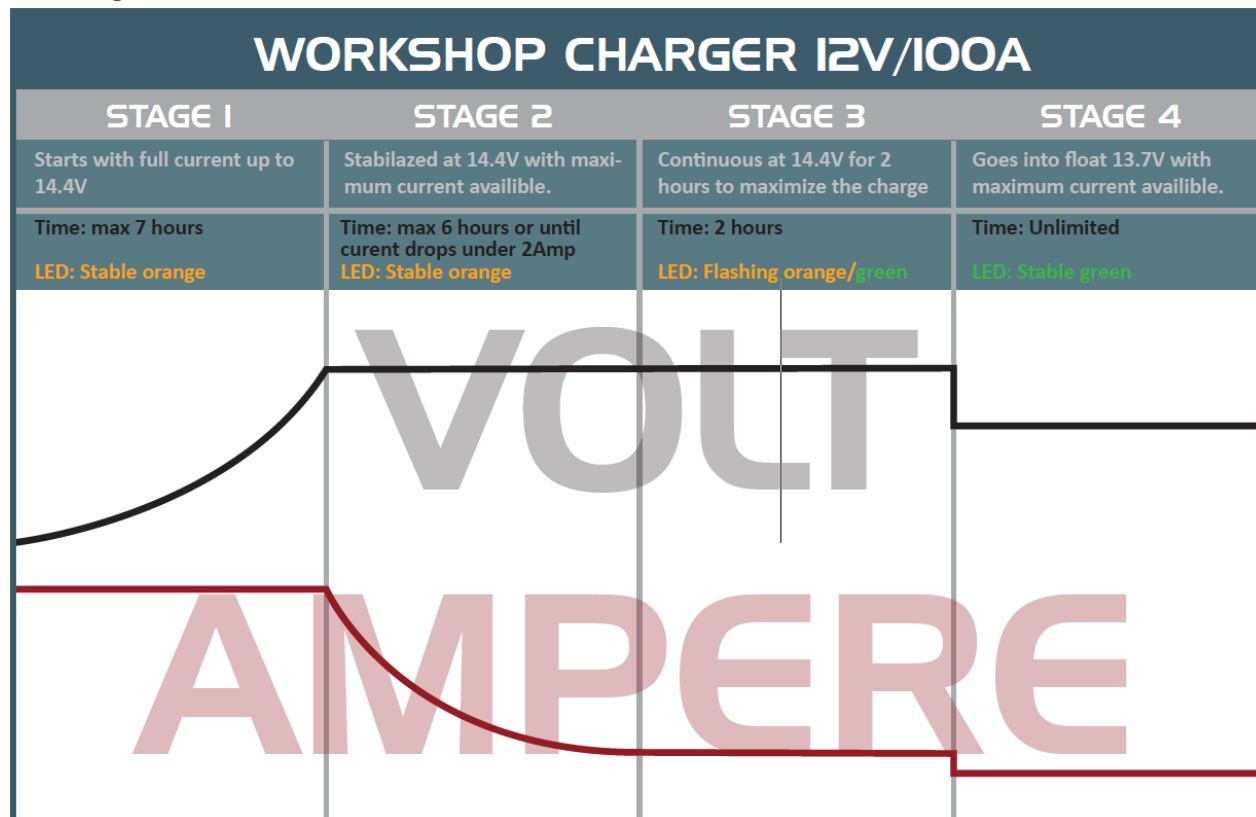 WORKSHOP CHARGER 12V/100A
STAGE 1
STAGE 2
STAGE 3
STAGE 4
Starts with full current up to
14.4V
Stabilazed at 14.4V with maxi-
mum current availible.
Continuous at 14.4V for 2
hours to maximize the charge
Goes into float 13.7V with
maximum current availible.
Time: max 7 hours
LED: Stable orange
Time: max 6 hours or until
curent drops under 2Amp
LED: Stable orange
Time: 2 hours
LED: Flashing orange/green
Time: Unlimited
LED: Stable green
VOLT
AMPERE